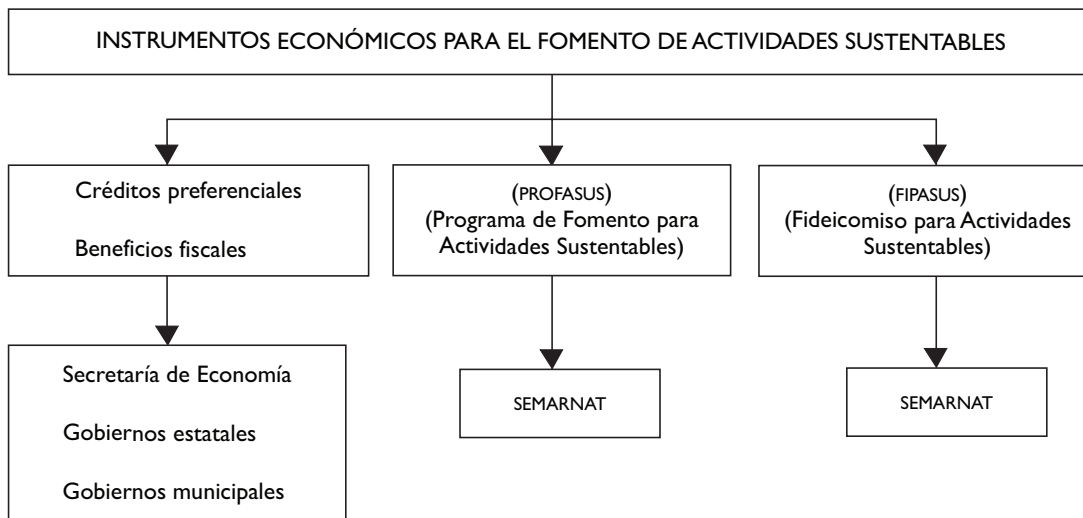 INSTRUMENTOS ECONÓMICOS PARA EL FOMENTO DE ACTIVIDADES SUSTENTABLES
Créditos preferenciales
Beneficios fiscales
(PROFASUS)
(Programa de Fomento para
Actividades Sustentables)
(FIPASUS)
(Fideicomiso para Actividades
Sustentables)
Secretaría de Economía
Gobiernos estatales
Gobiernos municipales
SEMARNAT
SEMARNAT